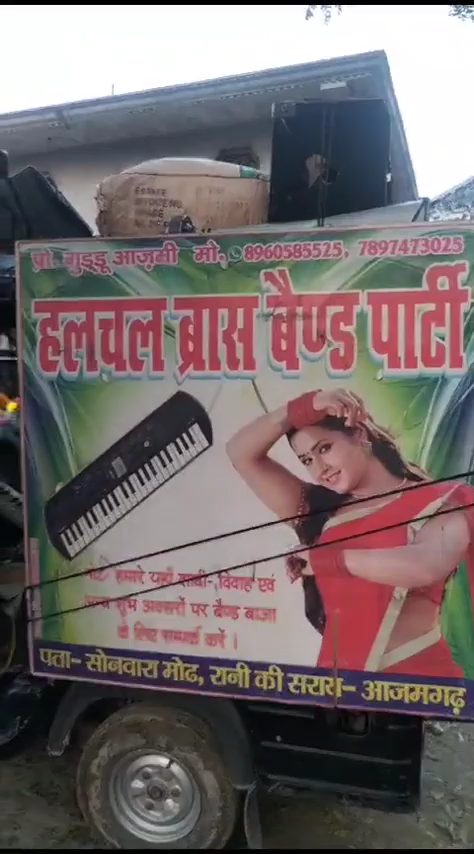 प्रो. गुड्डू आज़मी मो. 8960585525, 7897473025
हलचल ब्रास बैण्ड पार्टी
हमारे यहाँ शादी-विवाह एवं
शुभ अवसरों पर बैण्ड बाजा
के लिए सम्पर्क करें ।
पता- सोनवारा मोढ, रानी की सराय- आजमगढ़